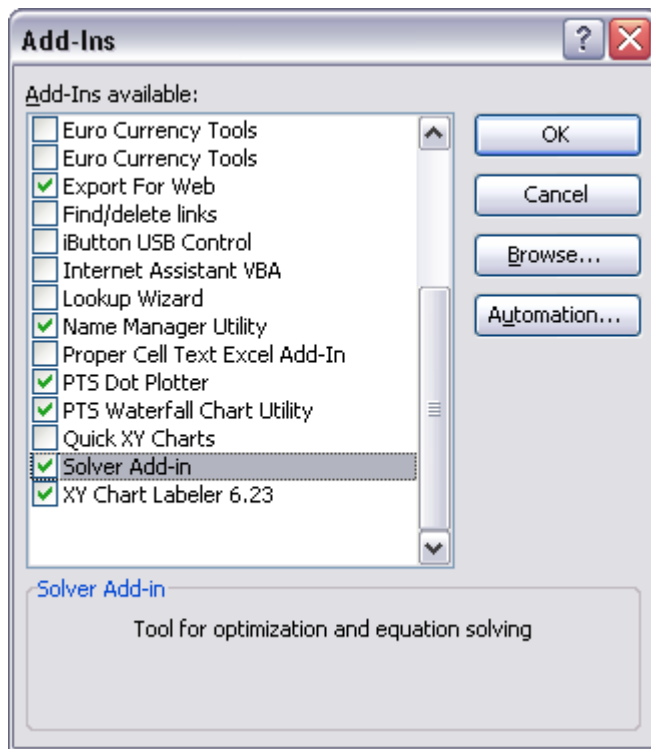 Add-Ins
Add-Ins available:
Euro Currency Tools
Euro Currency Tools
Export For Web
Find/delete links
iButton USB Control
Internet Assistant VBA
Lookup Wizard
Name Manager Utility
Proper Cell Text Excel Add-In
PTS Dot Plotter
PTS Waterfall Chart Utility
Quick XY Charts
Solver Add-in
XY Chart Labeler 6.23
OK
Cancel
Browse...
Automation...
Solver Add-in
Tool for optimization and equation solving